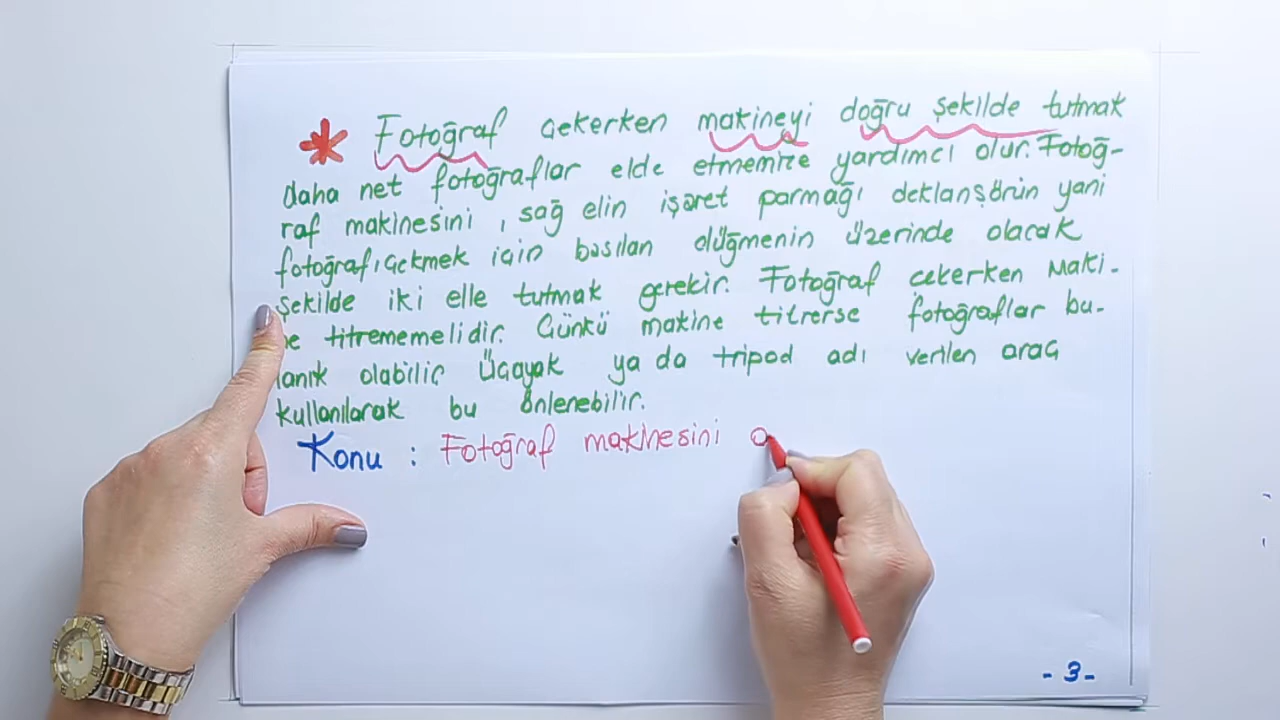 * Fotoğraf çekerken makineyi doğru şekilde tutmak
daha net fotoğraflar elde etmemize yardımcı olur. Fotoğ-
raf makinesini, sağ elin işaret parmağı deklanşörün yani
fotoğraf çekmek için basılan düğmenin üzerinde olacak
şekilde iki elle tutmak gerekir. Fotoğraf çekerken maki-
ne titrememelidir. Çünkü makine titrerse fotoğraflar bu-
lanık olabilir Üçayak ya da tripod adı verilen araç
kullanılarak bu önlenebilir.
Konu : Fotoğraf makinesini
- 3 -